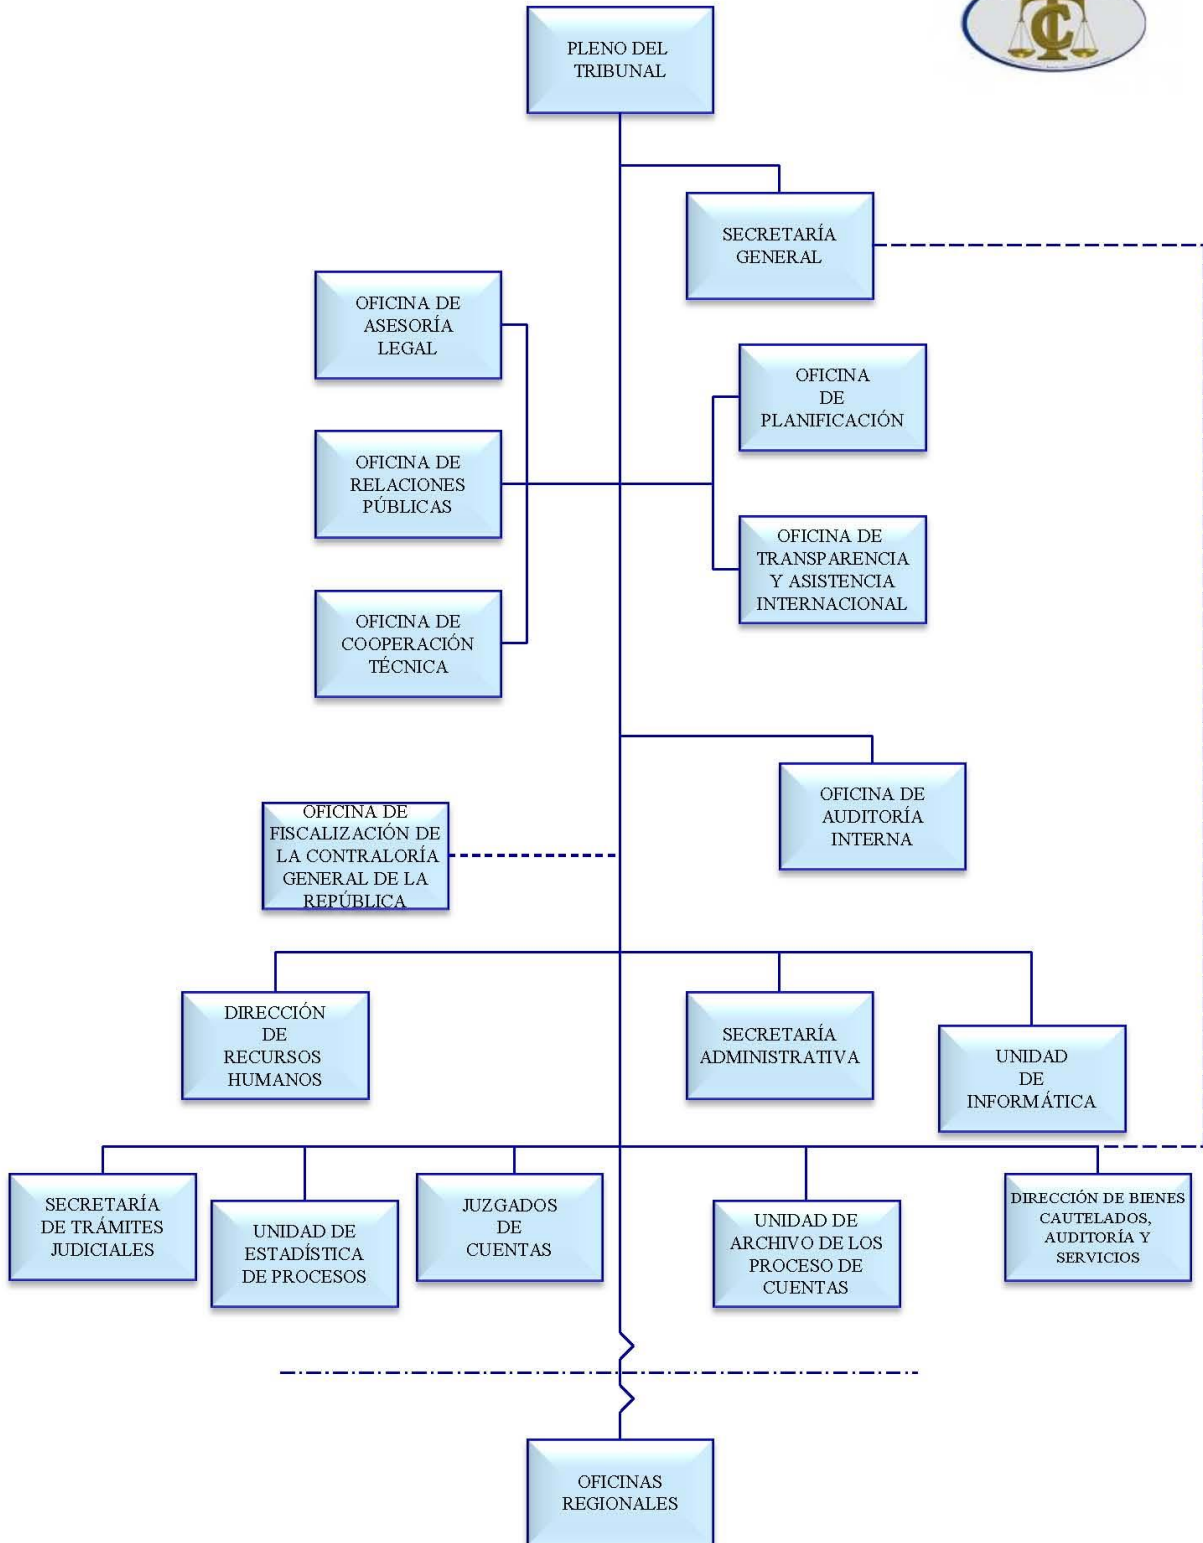 PLENO DEL
TRIBUNAL
SECRETARÍA
GENERAL
OFICINA DE
ASESORÍA
LEGAL
OFICINA
DE
PLANIFICACIÓN
OFICINA DE
RELACIONES
PÚBLICAS
OFICINA DE
TRANSPARENCIA
Y ASISTENCIA
INTERNACIONAL
OFICINA DE
COOPERACIÓN
TÉCNICA
OFICINA DE
AUDITORÍA
INTERNA
OFICINA DE
FISCALIZACIÓN DE
LA CONTRALORÍA
GENERAL DE LA
REPÚBLICA
DIRECCIÓN
DE
RECURSOS
HUMANOS
SECRETARÍA
ADMINISTRATIVA
UNIDAD
DE
INFORMÁTICA
SECRETARÍA
DE TRÁMITES
JUDICIALES
UNIDAD DE
ESTADÍSTICA
DE PROCESOS
JUZGADOS
DE
CUENTAS
UNIDAD DE
ARCHIVO DE LOS
PROCESO DE
CUENTAS
DIRECCIÓN DE BIENES
CAUTELADOS,
AUDITORÍA Y
SERVICIOS
OFICINAS
REGIONALES